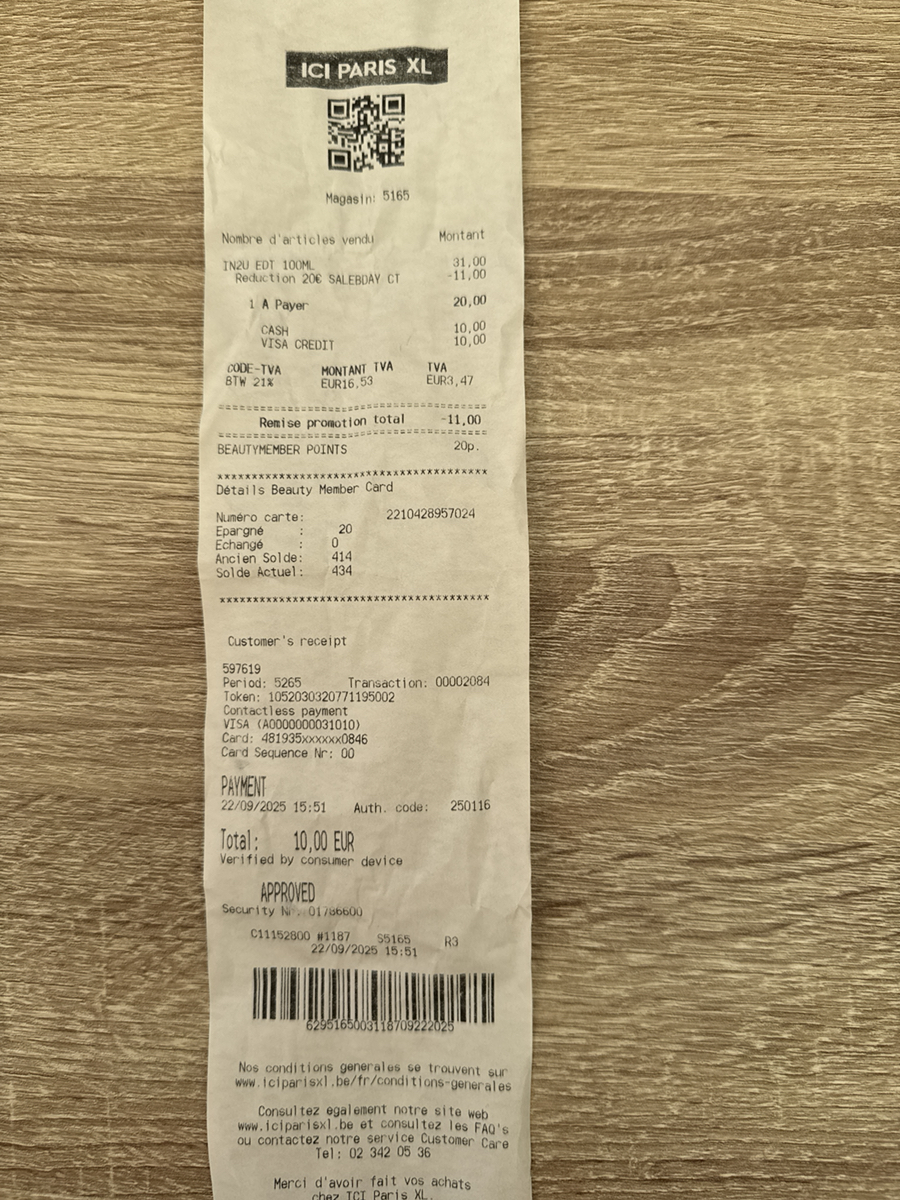 ICI PARIS XL
Magasin: 5165
Nombre d'articles vendu Montant
IN2U EDT 100ML 31,00
Reduction 20€ SALEBDAY CT -11,00
1 A Payer 20,00
CASH 10,00
VISA CREDIT 10,00
CODE-TVA MONTANT TVA TVA
BTW 21% EUR16,53 EUR3,47
Remise promotion total -11,00
BEAUTYMEMBER POINTS 20p.
****************************************
Détails Beauty Member Card
Numéro carte: 2210428957024
Epargné : 20
Echangé : 0
Ancien Solde: 414
Solde Actuel: 434
****************************************
Customer's receipt
597619
Period: 5265 Transaction: 00002084
Token: 1052030320771195002
Contactless payment
VISA (A0000000031010)
Card: 481935xxxxxx0846
Card Sequence Nr: 00
PAYMENT
22/09/2025 15:51 Auth. code: 250116
Total: 10,00 EUR
Verified by consumer device
APPROVED
Security Nr.: 01786600
C11152800 #1187 S5165 R3
22/09/2025 15:51
6295165003118709222025
Nos conditions generales se trouvent sur
www.iciparisxl.be/fr/conditions-generales
Consultez egalement notre site web
www.iciparisxl.be et consultez les FAQ's
ou contactez notre service Customer Care
Tel: 02 342 05 36
Merci d'avoir fait vos achats
chez ICI Paris XL.